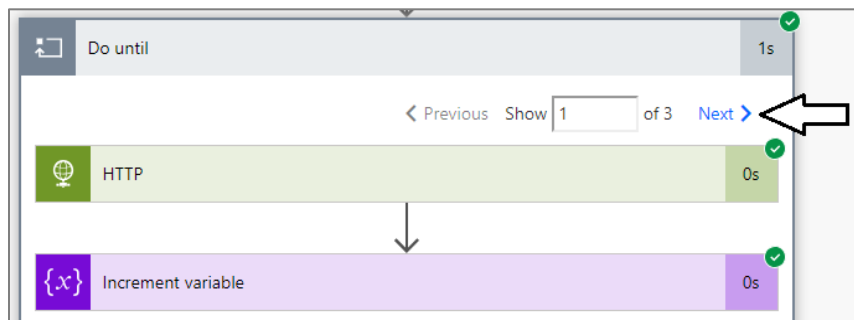 Do until 1s
Previous Show 1 of 3 Next
HTTP 0s
{x} Increment variable 0s